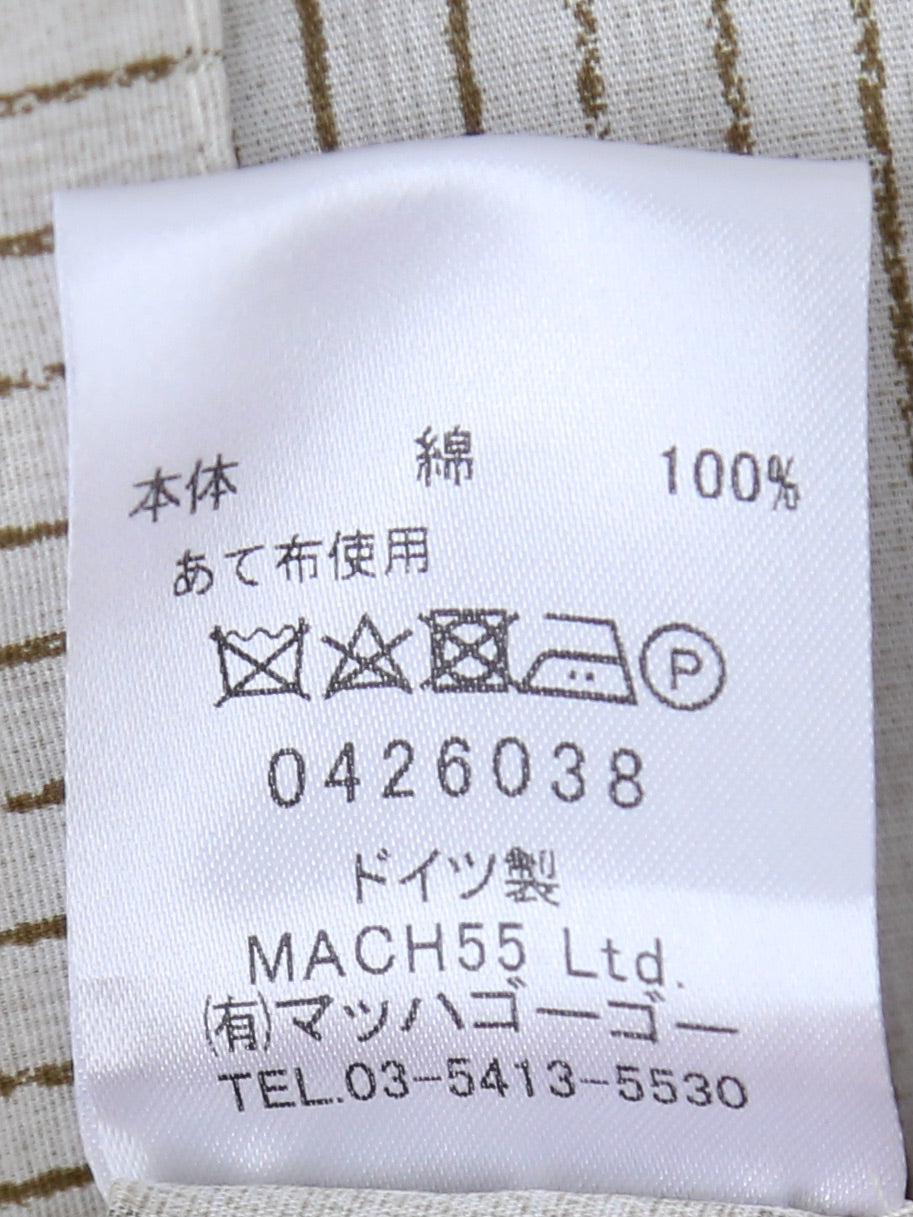 本体 綿 100%
あて布使用
P
0426038
ドイツ製
MACH55 Ltd.
(有)マッハゴーゴー
TEL.03-5413-5530